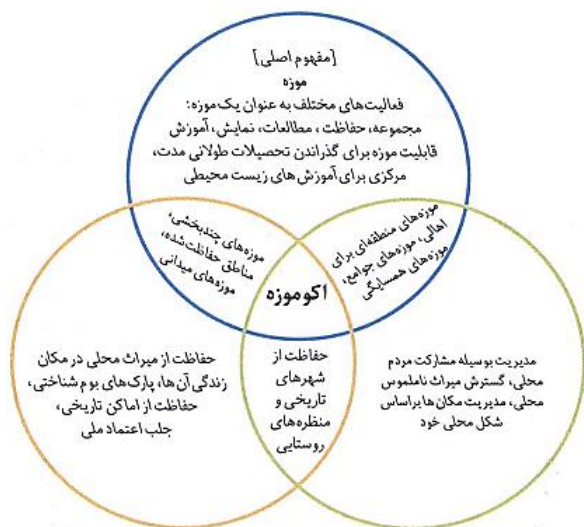 [مفهوم اصلی]
موزه
فعالیت‌های مختلف به عنوان یک موزه:
مجموعه، حفاظت، مطالعات، نمایش، آموزش
قابلیت موزه برای گذراندن تحصیلات طولانی مدت،
مرکزی برای آموزش‌های زیست محیطی
موزه‌های منطقه‌ای برای
اهالی، موزه‌های جوامع،
موزه‌های همسایگی
موزه‌های چندبخشی،
مناطق حفاظت‌شده،
موزه‌های میدانی
اکوموزه
مدیریت بوسیله مشارکت مردم
محلی، گسترش میراث ناملموس
محلی، مدیریت مکان‌ها براساس
شکل محلی خود
حفاظت از
شهرهای
تاریخی و
منظره‌های
روستایی
حفاظت از میراث محلی در مکان
زندگی آن‌ها، پارک‌های بوم شناختی،
حفاظت از اماکن تاریخی،
جلب اعتماد ملی